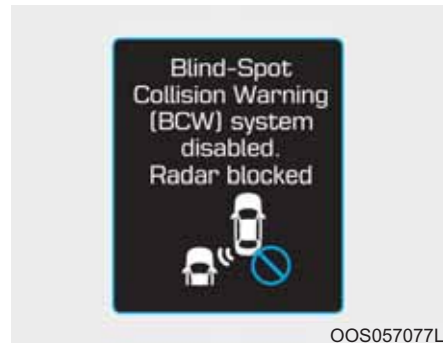 Blind-Spot
Collision Warning
(BCW) system
disabled.
Radar blocked
OOS057077L